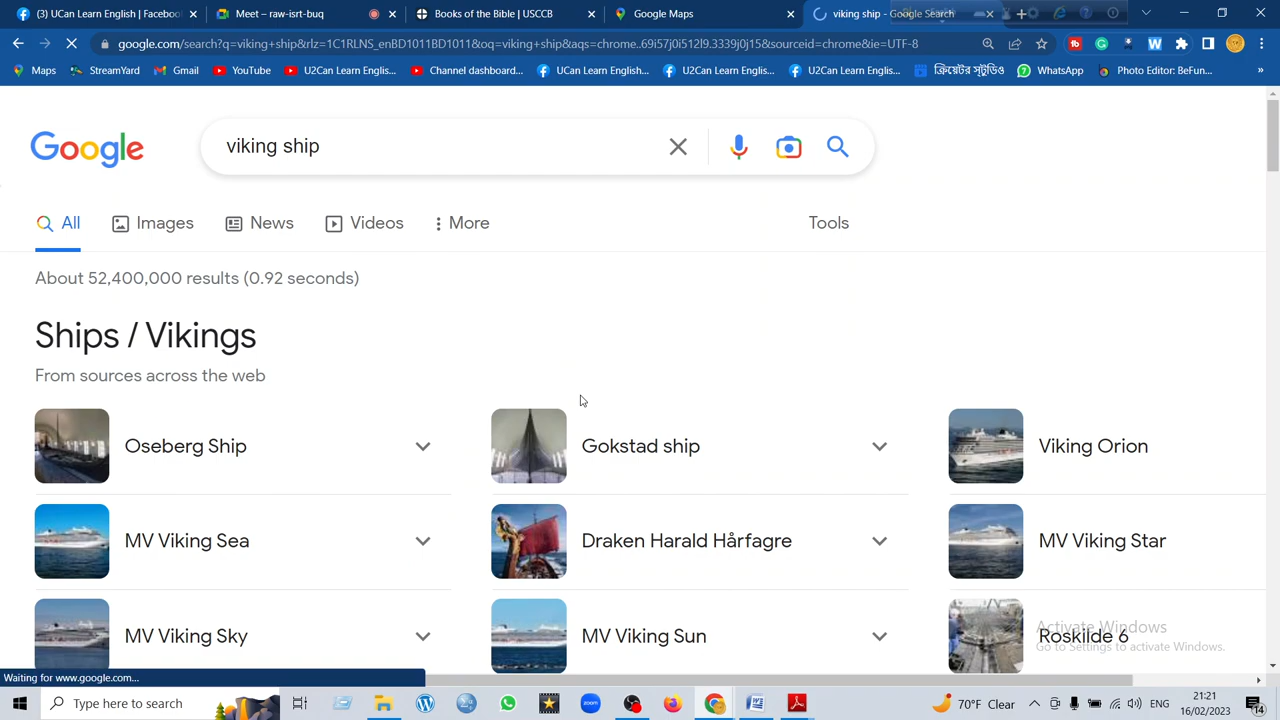 (3) UCan Learn English | Facebook
Meet – raw-isrt-buq
Books of the Bible | USCCB
Google Maps
viking ship - Google Search
google.com/search?q=viking+ship&rlz=1C1RLNS_enBD1011BD1011&oq=viking+ship&aqs=chrome..69i57j0i512l9.3339j0j15&sourceid=chrome&ie=UTF-8
Maps StreamYard Gmail YouTube U2Can Learn Englis... Channel dashboard... UCan Learn English... U2Can Learn Englis... U2Can Learn Englis... ক্রিয়েটর স্টুডিও WhatsApp Photo Editor: BeFun... »
Google
viking ship
All Images News Videos More Tools
About 52,400,000 results (0.92 seconds)
Ships / Vikings
From sources across the web
Oseberg Ship Gokstad ship Viking Orion
MV Viking Sea Draken Harald Hårfagre MV Viking Star
MV Viking Sky MV Viking Sun Roskilde 6
Activate Windows
Go to Settings to activate Windows.
Waiting for www.google.com...
Type here to search
zoom
70°F Clear
ENG
21:21
16/02/2023
14